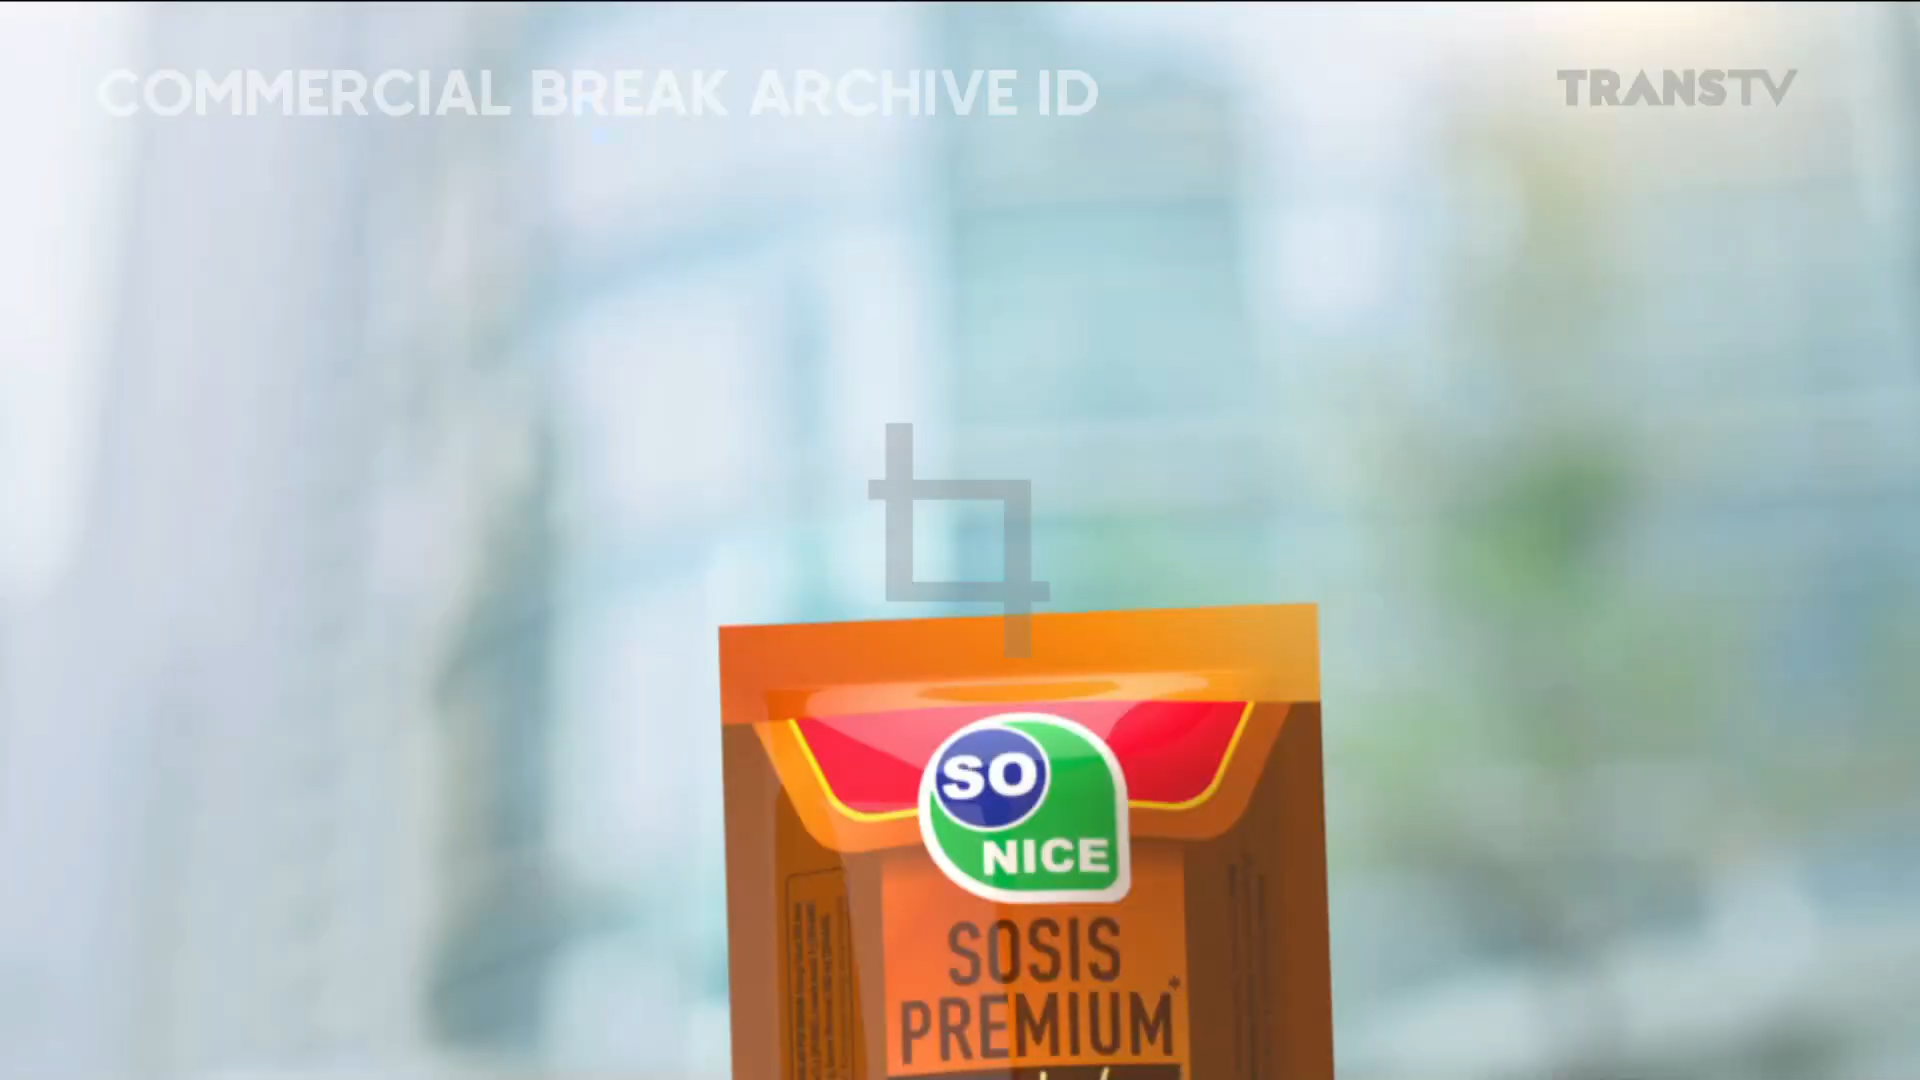 COMMERCIAL BREAK ARCHIVE ID
TRANSTV
SO
NICE
SOSIS
PREMIUM*